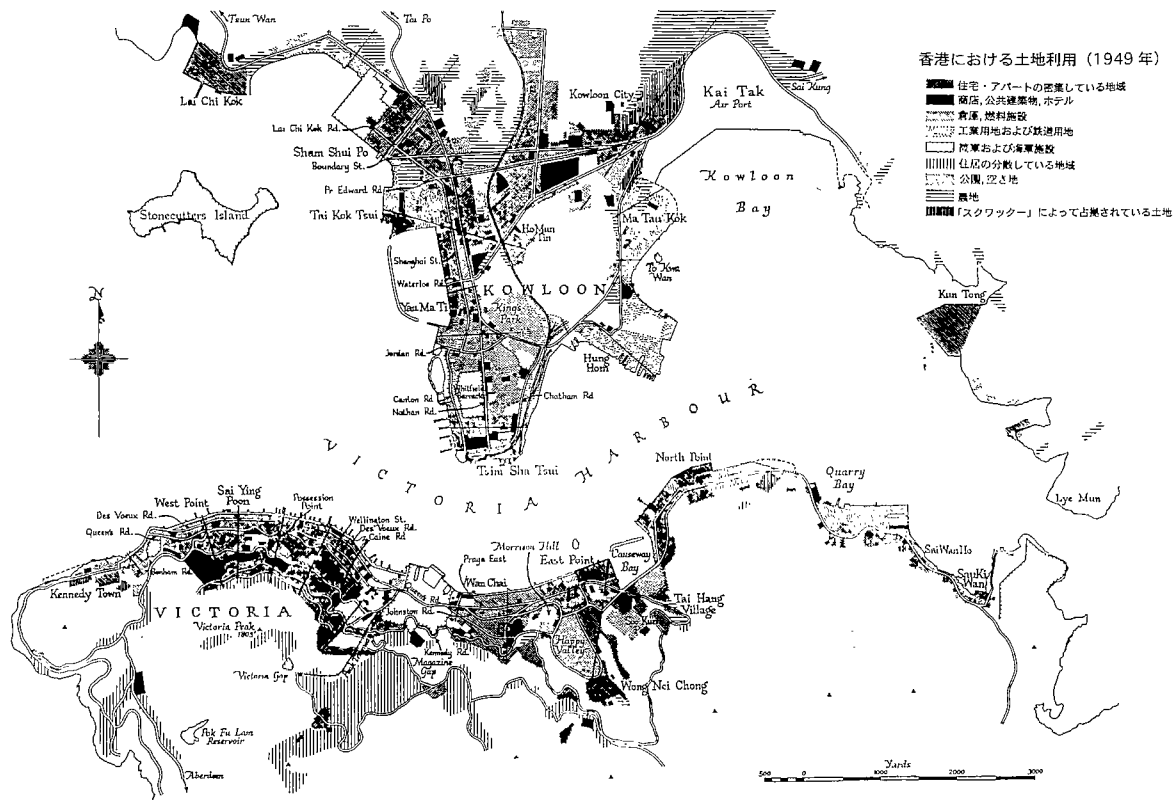 香港における土地利用（1949年）
住宅・アパートの密集している地域
商店，公共建築物，ホテル
倉庫，燃料施設
工業用地および鉄道用地
陸軍および海軍施設
住居の分散している地域
公園，空き地
農地
「スクワッター」によって占拠されている土地
Tsun Wan
Tai Po
Lai Chi Kok
Lai Chi Kok Rd.
Sham Shui Po
Boundary St.
Kowloon City
Kai Tak
Air Port
Sai Kung
Stonecutters Island
Pr Edward Rd
Tai Kok Tsui
Ho Mun
Tin
Ma Tau Kok
Kowloon
Bay
To Kwa
Wan
Shanghai St.
Waterloo Rd.
KOWLOON
Yau Ma Ti
Kings
Park
Kun Tong
N
Jordan Rd.
Hung
Hom
Whitfield
Barracks
Canton Rd
Nathan Rd.
Chatham Rd
Tsim Sha Tsui
VICTORIA HARBOUR
North Point
Quarry
Bay
Lye Mun
West Point
Sai Ying
Poon
Possession
Point
Des Voeux Rd.
Queen's Rd.
Wellington St.
Des Voeux Rd.
Caine Rd
Bonham Rd.
Kennedy Town
VICTORIA
Victoria Peak
1805
Morrison Hill
East Point
Praya East
Wan Chai
Causeway
Bay
Queens Rd.
Johnston Rd.
Sai Wan Ho
Sau Ki
Wan
Tai Hang
Village
Kennedy Rd.
Magazine
Gap
Happy
Valley
Victoria Gap
Wong Nei Chong
Pok Fu Lam
Reservoir
Aberdeen
Yards
500 0 1000 2000 3000